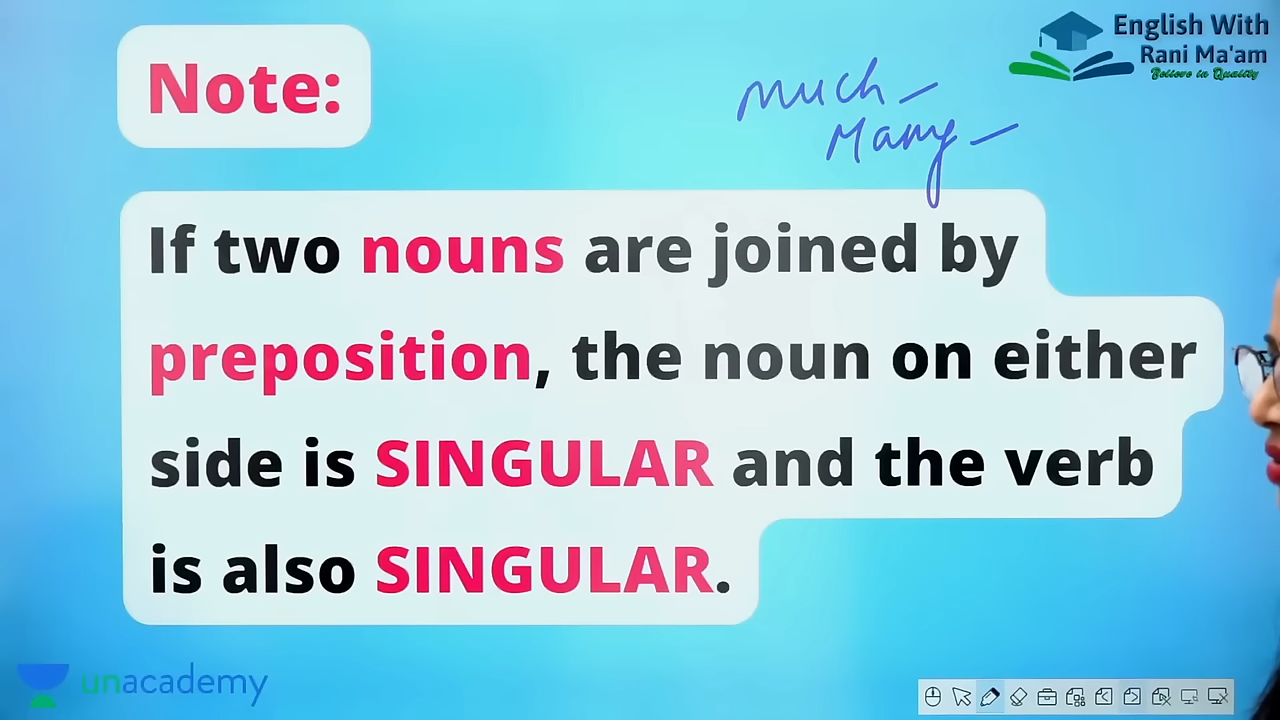 English With
Rani Ma'am
Believe in Quality
Note:
much -
Many -
If two nouns are joined by
preposition, the noun on either
side is SINGULAR and the verb
is also SINGULAR.
unacademy